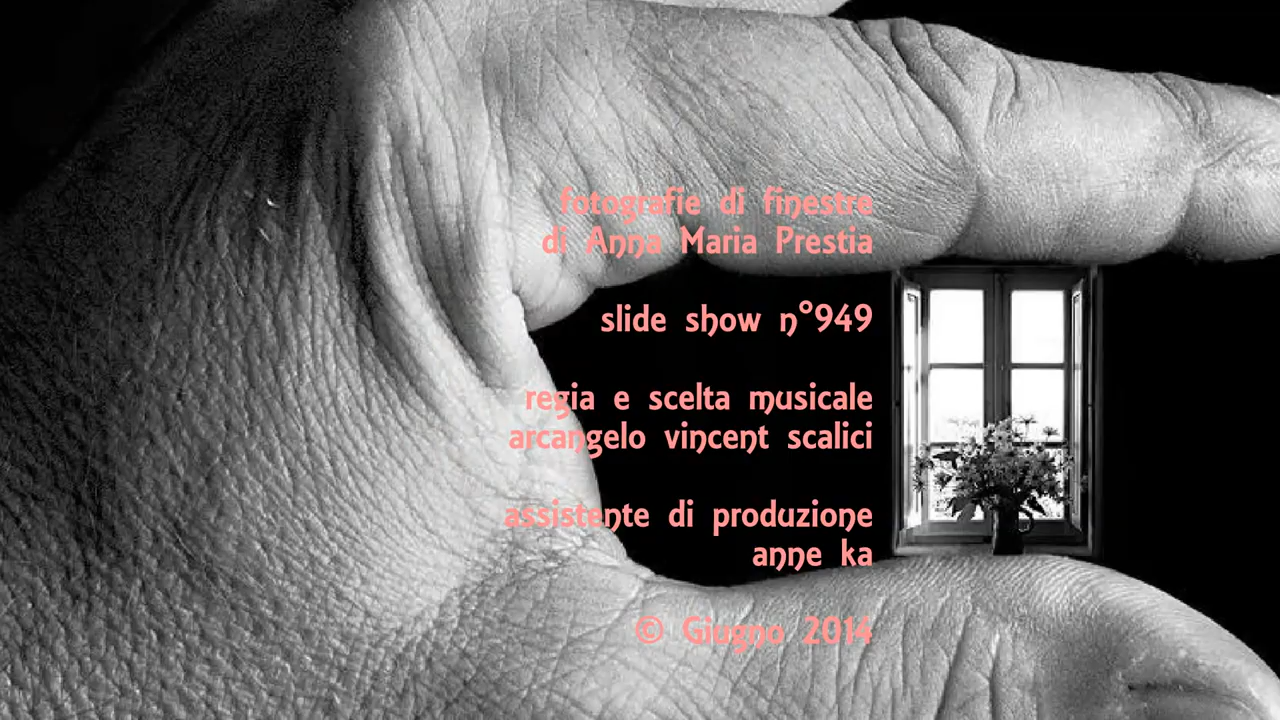 fotografie di finestre
di Anna Maria Prestia
slide show n°949
regia e scelta musicale
arcangelo vincent scalici
assistente di produzione
anne ka
© Giugno 2014